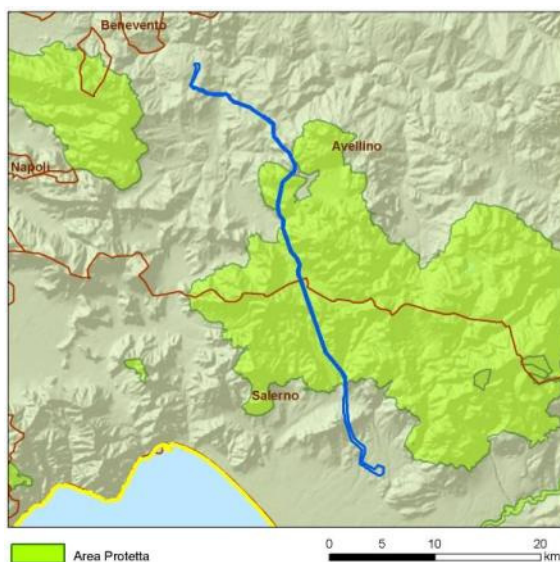 Benevento
Avellino
Napoli
Salerno
Area Protetta
0 5 10 20
km